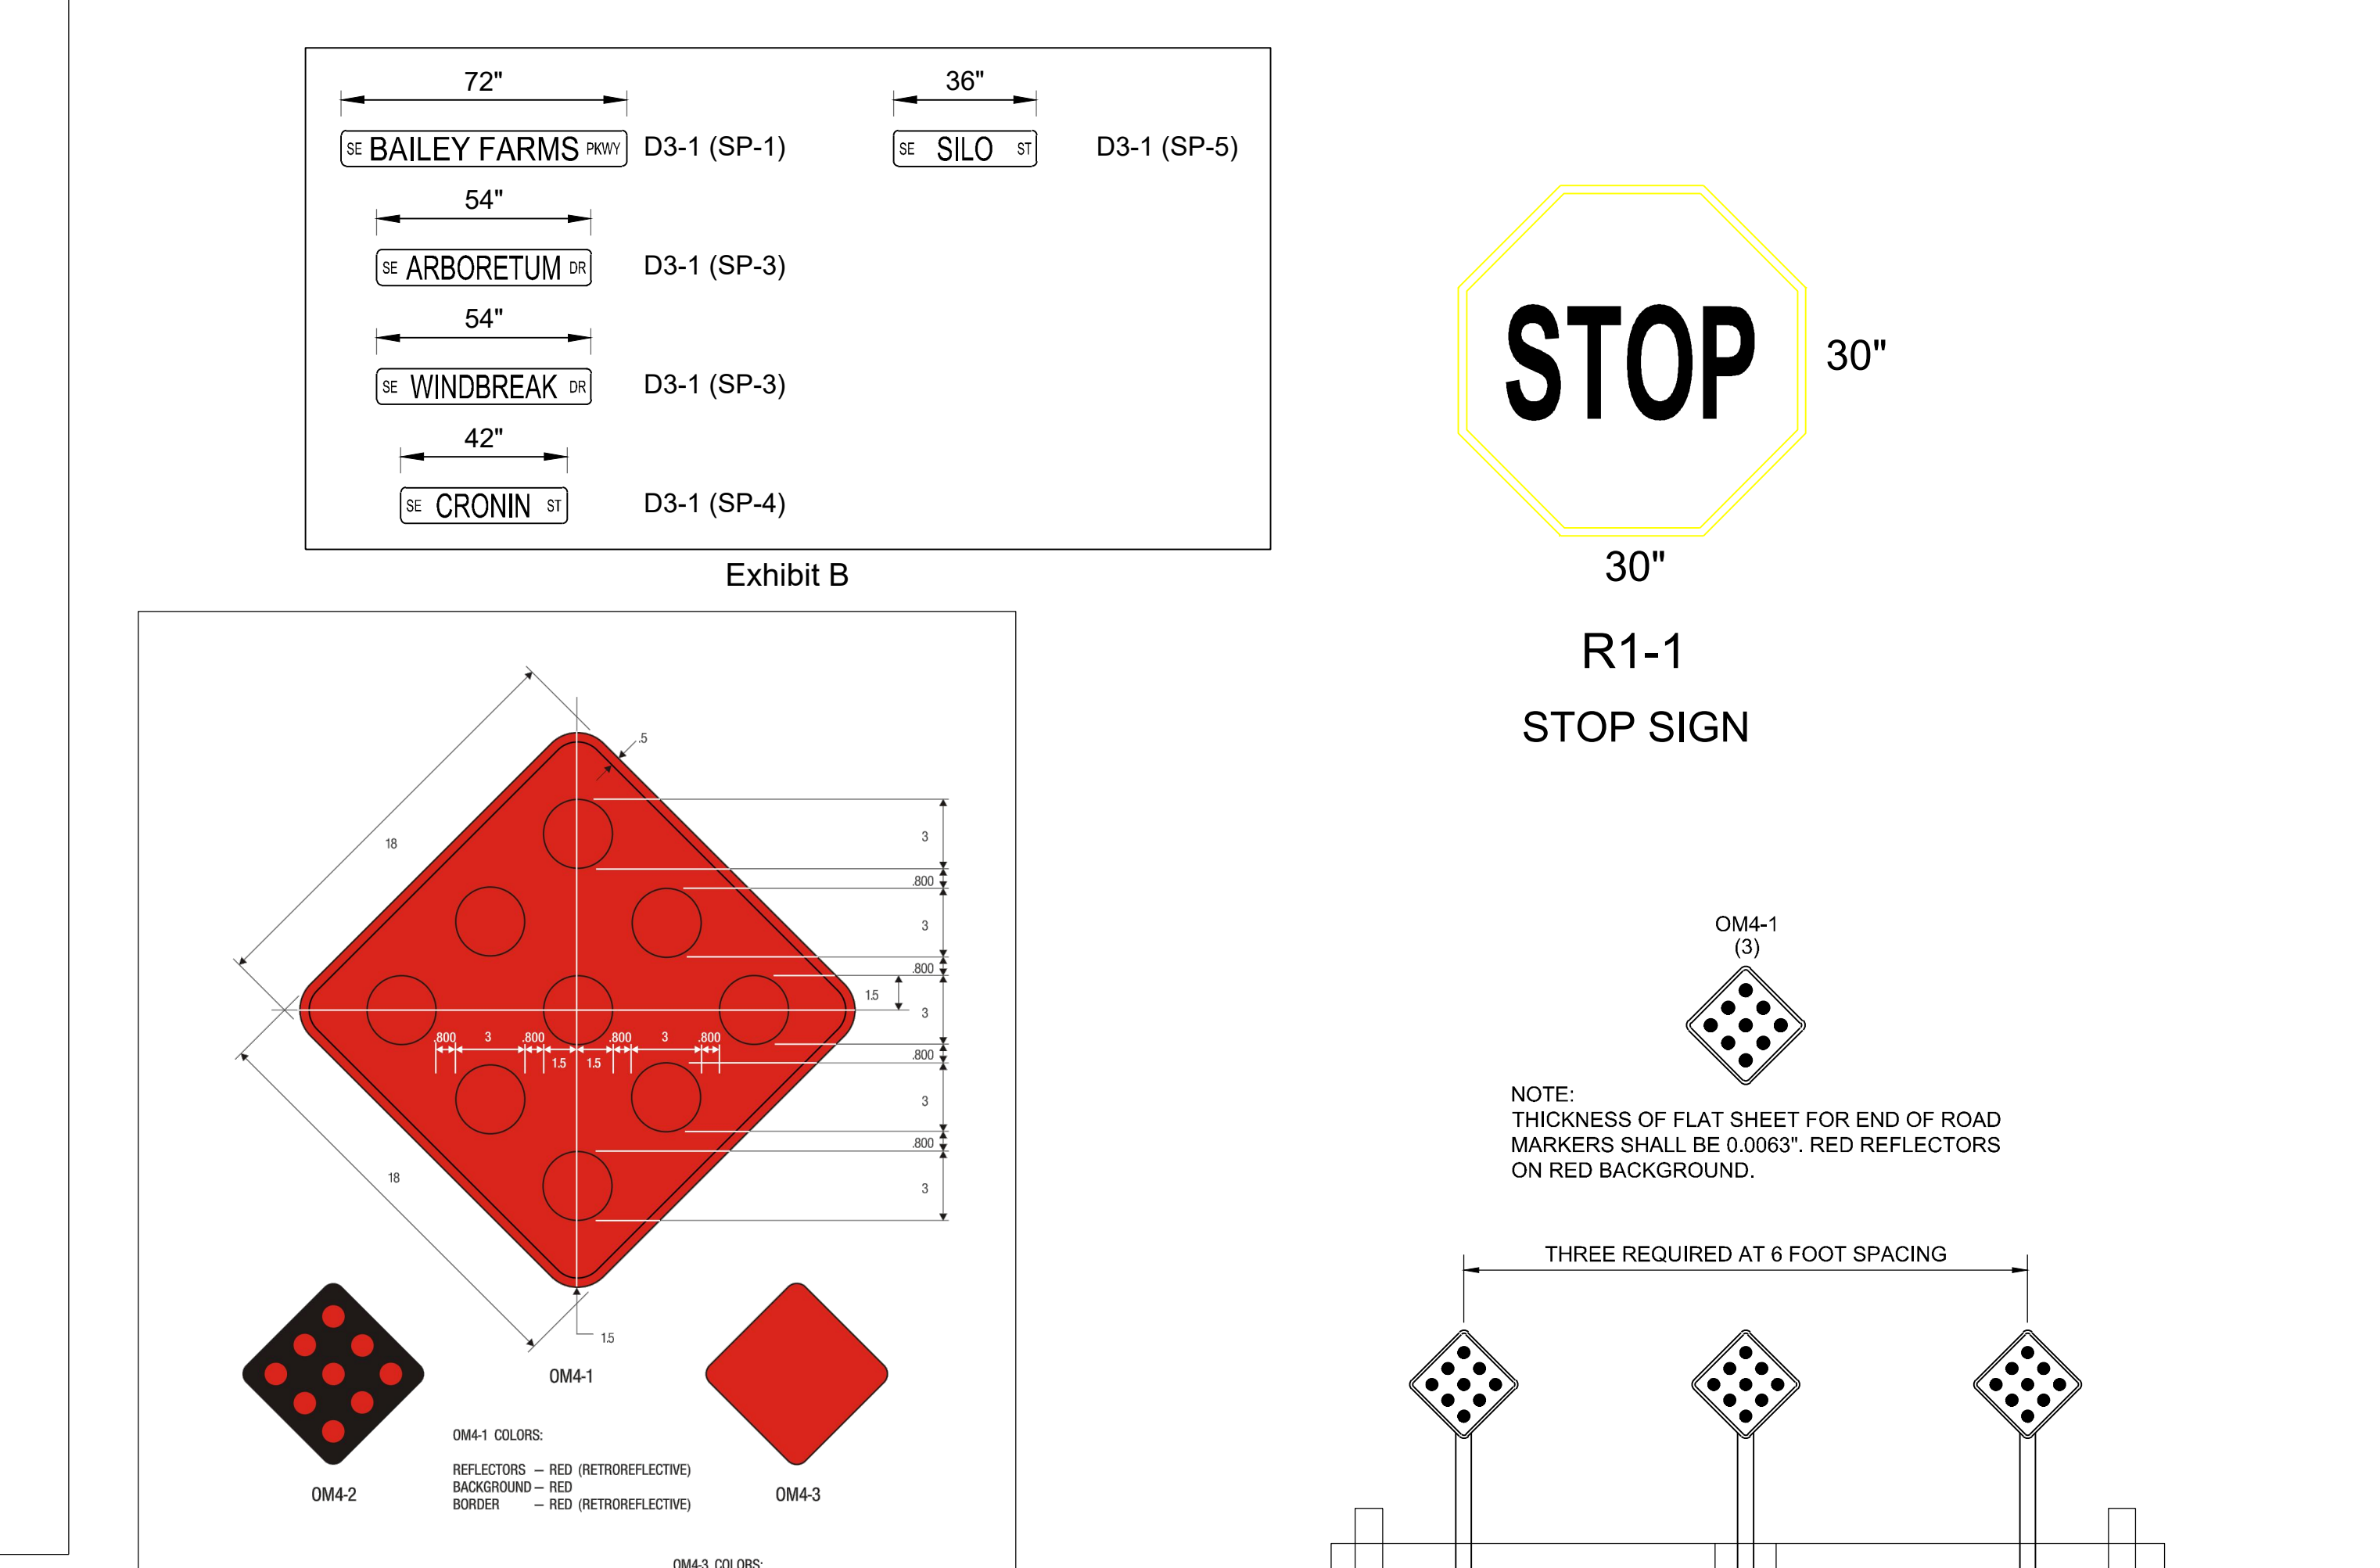 72"
SE BAILEY FARMS PKWY D3-1 (SP-1)
36"
SE SILO ST D3-1 (SP-5)
54"
SE ARBORETUM DR D3-1 (SP-3)
54"
SE WINDBREAK DR D3-1 (SP-3)
42"
SE CRONIN ST D3-1 (SP-4)
Exhibit B
STOP
30"
30"
R1-1
STOP SIGN
.5
18
3
.800
3
.800
1.5
3
.800
3
.800
3
.800 3 .800 .800 3 .800
1.5 1.5
18
1.5
OM4-1
OM4-2
OM4-3
OM4-1 COLORS:
REFLECTORS – RED (RETROREFLECTIVE)
BACKGROUND – RED
BORDER – RED (RETROREFLECTIVE)
OM4-3 COLORS:
OM4-1
(3)
NOTE:
THICKNESS OF FLAT SHEET FOR END OF ROAD
MARKERS SHALL BE 0.0063". RED REFLECTORS
ON RED BACKGROUND.
THREE REQUIRED AT 6 FOOT SPACING